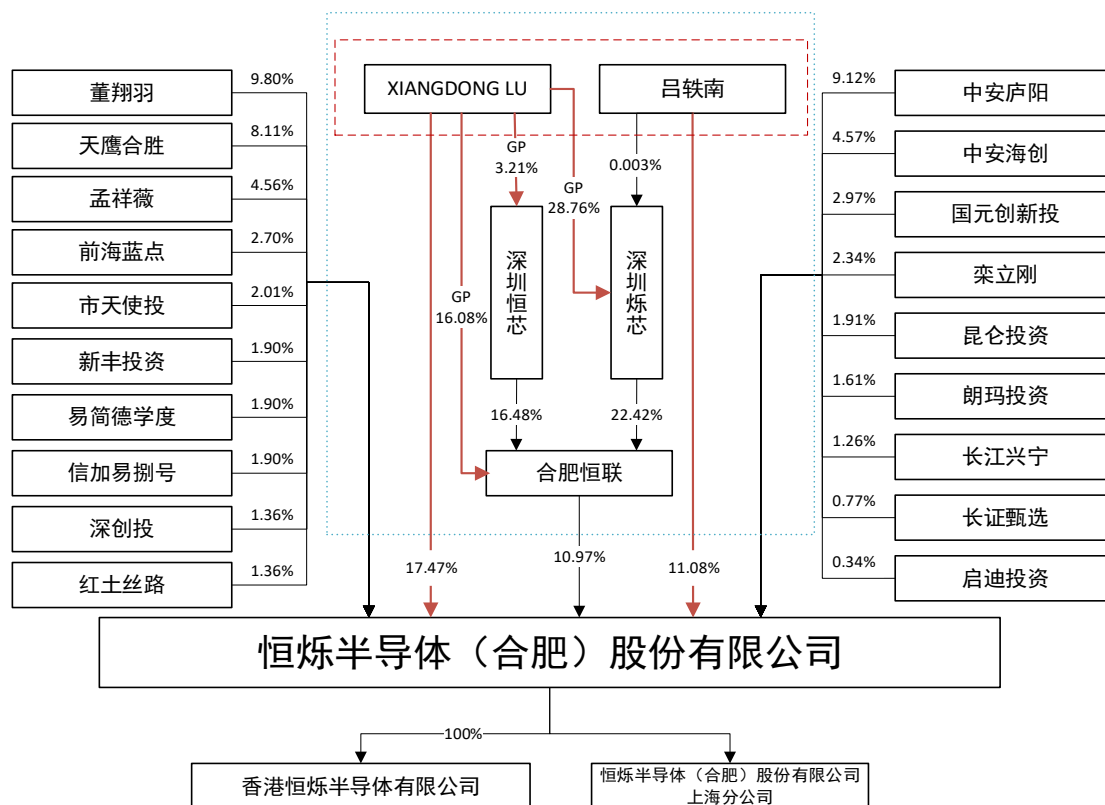 XIANGDONG LU
吕轶南
董翔羽
9.80%
天鹰合胜
8.11%
孟祥薇
4.56%
前海蓝点
2.70%
市天使投
2.01%
新丰投资
1.90%
易简德学度
1.90%
信加易捌号
1.90%
深创投
1.36%
红土丝路
1.36%
GP
3.21%
GP
28.76%
0.003%
GP
16.08%
深圳恒芯
深圳烁芯
16.48%
22.42%
合肥恒联
17.47%
10.97%
11.08%
9.12%
中安庐阳
4.57%
中安海创
2.97%
国元创新投
2.34%
栾立刚
1.91%
昆仑投资
1.61%
朗玛投资
1.26%
长江兴宁
0.77%
长证甄选
0.34%
启迪投资
恒烁半导体（合肥）股份有限公司
100%
香港恒烁半导体有限公司
恒烁半导体（合肥）股份有限公司
上海分公司